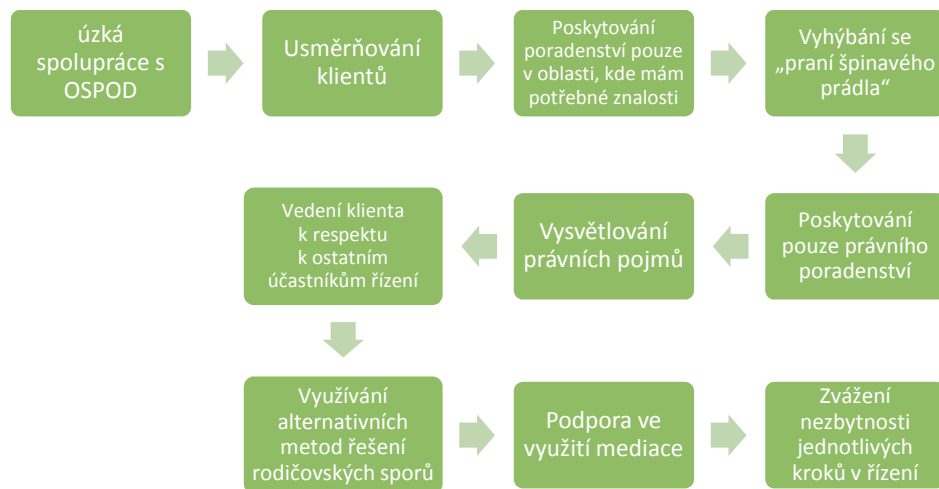 úzká
spolupráce s
OSPOD
Usměrňování
klientů
Poskytování
poradenství pouze
v oblasti, kde mám
potřebné znalosti
Vyhýbání se
„praní špinavého
prádla“
Poskytování
pouze právního
poradenství
Vysvětlování
právních pojmů
Vedení klienta
k respektu
k ostatním
účastníkům řízení
Využívání
alternativních
metod řešení
rodičovských sporů
Podpora ve
využití mediace
Zvážení
nezbytnosti
jednotlivých
kroků v řízení